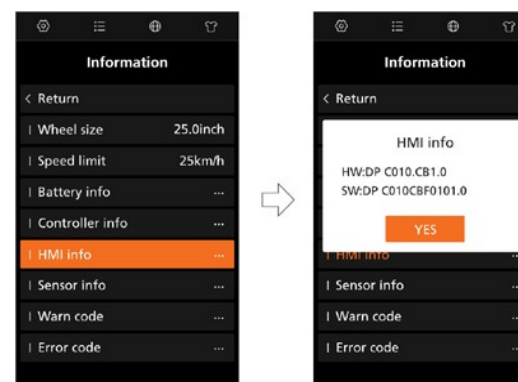 Information
< Return
Wheel size 25.0inch
Speed limit 25km/h
Battery info ...
Controller info ...
HMI info ...
Sensor info ...
Warn code ...
Error code ...
Information
< Return
HMI info
HW:DP C010.CB1.0
SW:DP C010CBF0101.0
YES
HMI info
Sensor info ...
Warn code ...
Error code ...